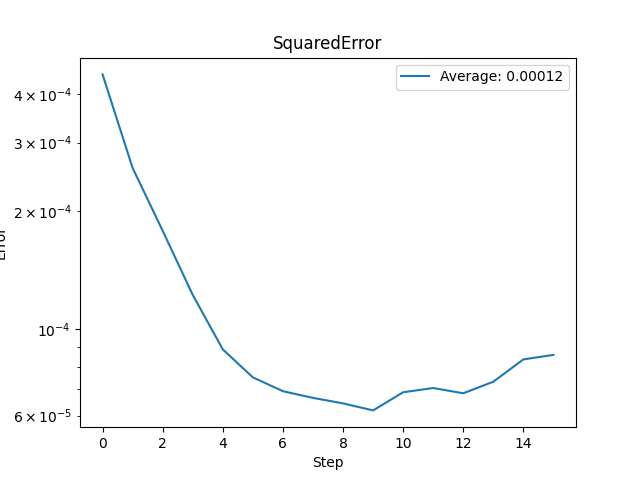 SquaredError
Average: 0.00012
4 × 10⁻⁴
3 × 10⁻⁴
2 × 10⁻⁴
10⁻⁴
6 × 10⁻⁵
Error
0 2 4 6 8 10 12 14
Step